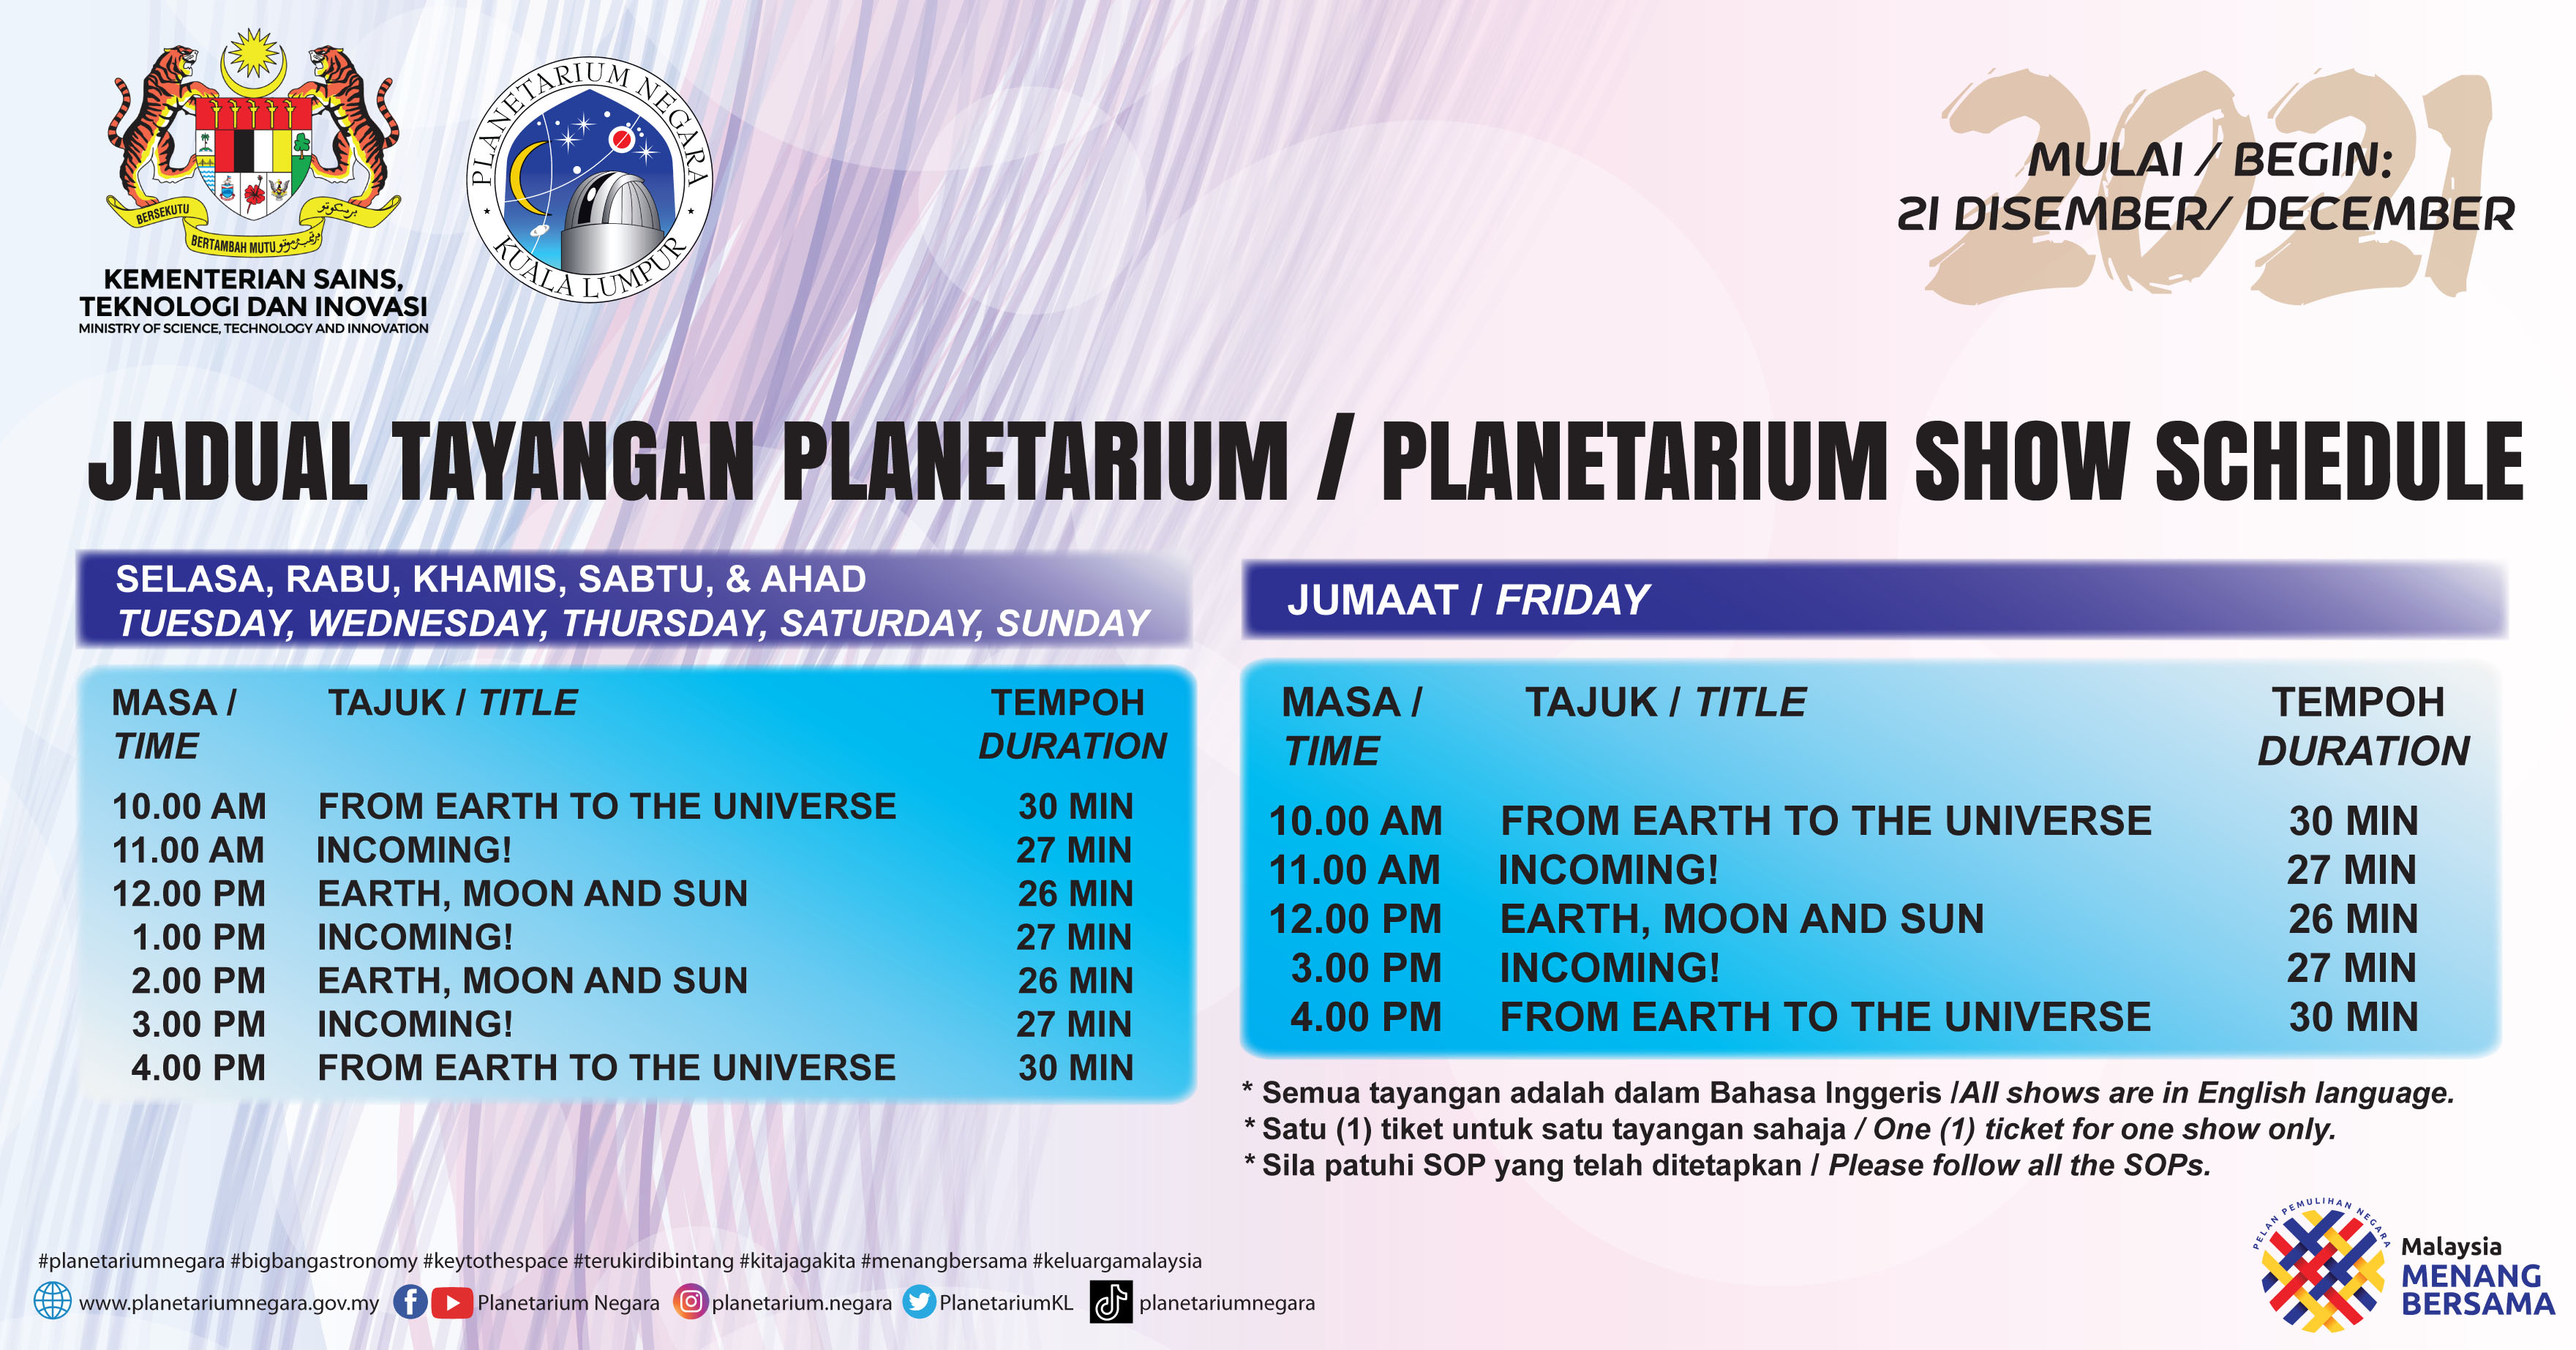 BERSEKUTU
BERTAMBAH MUTU
KEMENTERIAN SAINS,
TEKNOLOGI DAN INOVASI
MINISTRY OF SCIENCE, TECHNOLOGY AND INNOVATION
PLANETARIUM NEGARA
KUALA LUMPUR
2021
MULAI / BEGIN:
21 DISEMBER/ DECEMBER
JADUAL TAYANGAN PLANETARIUM / PLANETARIUM SHOW SCHEDULE
SELASA, RABU, KHAMIS, SABTU, & AHAD
TUESDAY, WEDNESDAY, THURSDAY, SATURDAY, SUNDAY
MASA / TAJUK / TITLE TEMPOH
TIME DURATION
10.00 AM FROM EARTH TO THE UNIVERSE 30 MIN
11.00 AM INCOMING! 27 MIN
12.00 PM EARTH, MOON AND SUN 26 MIN
1.00 PM INCOMING! 27 MIN
2.00 PM EARTH, MOON AND SUN 26 MIN
3.00 PM INCOMING! 27 MIN
4.00 PM FROM EARTH TO THE UNIVERSE 30 MIN
JUMAAT / FRIDAY
MASA / TAJUK / TITLE TEMPOH
TIME DURATION
10.00 AM FROM EARTH TO THE UNIVERSE 30 MIN
11.00 AM INCOMING! 27 MIN
12.00 PM EARTH, MOON AND SUN 26 MIN
3.00 PM INCOMING! 27 MIN
4.00 PM FROM EARTH TO THE UNIVERSE 30 MIN
* Semua tayangan adalah dalam Bahasa Inggeris /All shows are in English language.
* Satu (1) tiket untuk satu tayangan sahaja / One (1) ticket for one show only.
* Sila patuhi SOP yang telah ditetapkan / Please follow all the SOPs.
#planetariumnegara #bigbangastronomy #keytothespace #terukirdibintang #kitajagakita #menangbersama #keluargamalaysia
www.planetariumnegara.gov.my Planetarium Negara planetarium.negara PlanetariumKL planetariumnegara
PELAN PEMULIHAN NEGARA
Malaysia
MENANG
BERSAMA